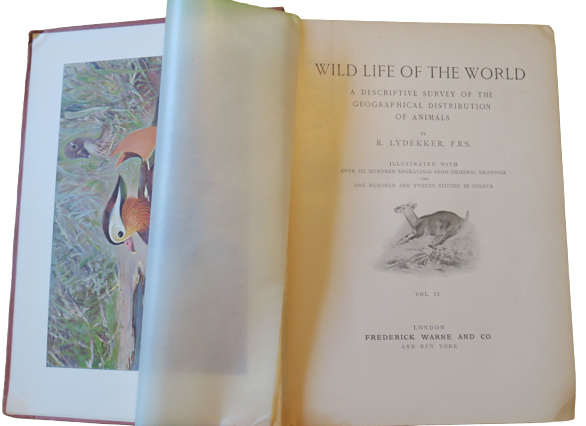 WILD LIFE OF THE WORLD
A DESCRIPTIVE SURVEY OF THE
GEOGRAPHICAL DISTRIBUTION
OF ANIMALS
BY
R. LYDEKKER, F.R.S.
ILLUSTRATED WITH
OVER SIX HUNDRED ENGRAVINGS FROM ORIGINAL DRAWINGS
AND
ONE HUNDRED AND TWENTY STUDIES IN COLOUR
VOL. II.
LONDON
FREDERICK WARNE AND CO.
AND NEW YORK